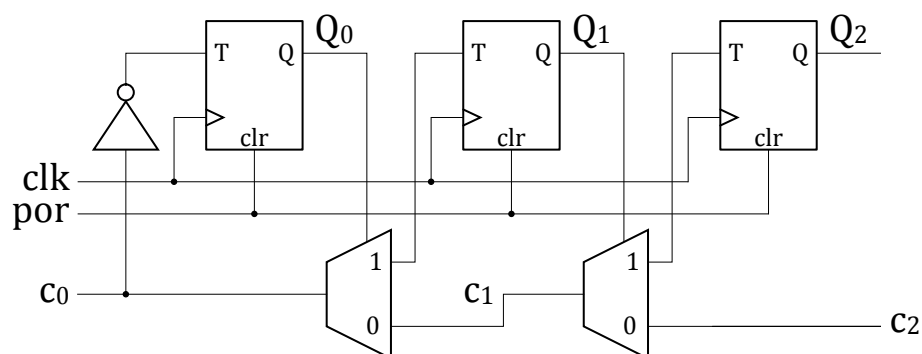 Q0 Q1 Q2
T Q T Q T Q
clr clr clr
clk
por
1 1
c0 c1
0 0 c2